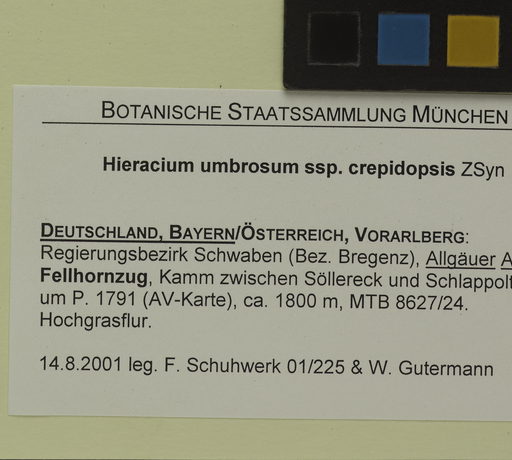 BOTANISCHE STAATSSAMMLUNG MÜNCHEN
Hieracium umbrosum ssp. crepidopsis ZSyn
DEUTSCHLAND, BAYERN/ÖSTERREICH, VORARLBERG:
Regierungsbezirk Schwaben (Bez. Bregenz), Allgäuer
Fellhornzug, Kamm zwischen Söllereck und Schlappolt
um P. 1791 (AV-Karte), ca. 1800 m, MTB 8627/24.
Hochgrasflur.
14.8.2001 leg. F. Schuhwerk 01/225 & W. Gutermann